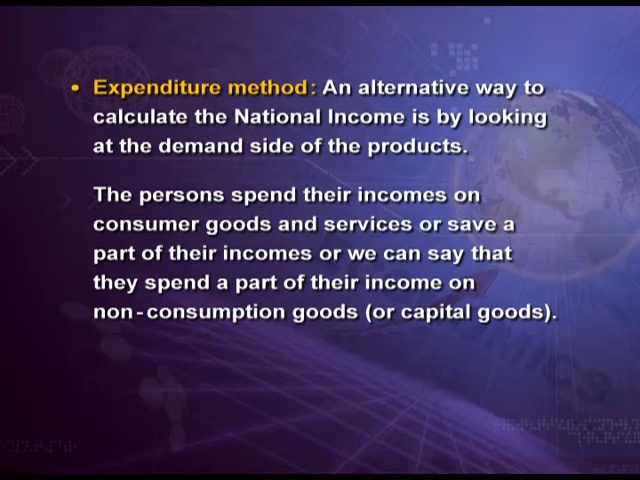 • Expenditure method: An alternative way to
calculate the National Income is by looking
at the demand side of the products.
The persons spend their incomes on
consumer goods and services or save a
part of their incomes or we can say that
they spend a part of their income on
non-consumption goods (or capital goods).